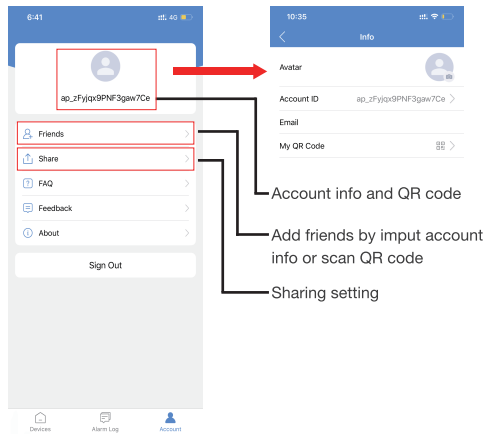 6:41
4G
ap_zFyjqx9PNF3gaw7Ce
Friends
Share
FAQ
Feedback
About
Sign Out
Devices
Alarm Log
Account
10:35
Info
Avatar
Account ID
ap_zFyjqx9PNF3gaw7Ce
Email
My QR Code
Account info and QR code
Add friends by imput account
info or scan QR code
Sharing setting